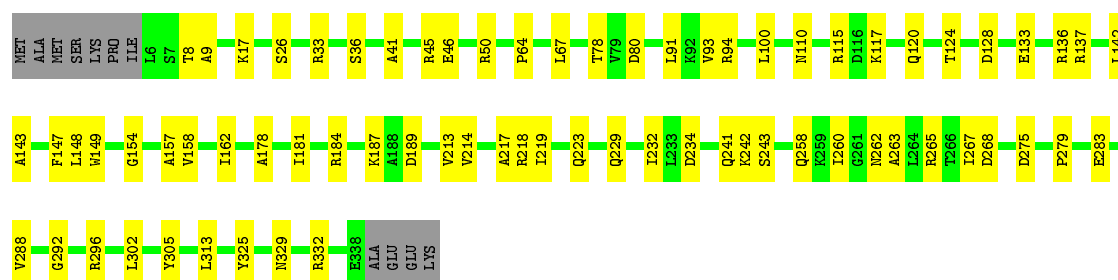 MET ALA MET SER LYS PRO ILE L6 S7 T8 A9 K17 S26 R33 S36 A41 R45 E46 R50 P64 L67 T78 V79 D80 L91 K92 V93 R94 L100 N110 R115 D116 K117 Q120 T124 D128 E133 R136 R137 L142
A143 F147 L148 W149 G154 A157 V158 I162 A178 I181 R184 K187 A188 D189 V213 V214 A217 R218 I219 Q223 Q229 I232 L233 D234 Q241 K242 S243 Q258 K259 I260 G261 N262 A263 L264 R265 T266 I267 D268 D275 P279 E283
V288 G292 R296 L302 Y305 L313 Y325 N329 R332 E338 ALA GLU GLU LYS